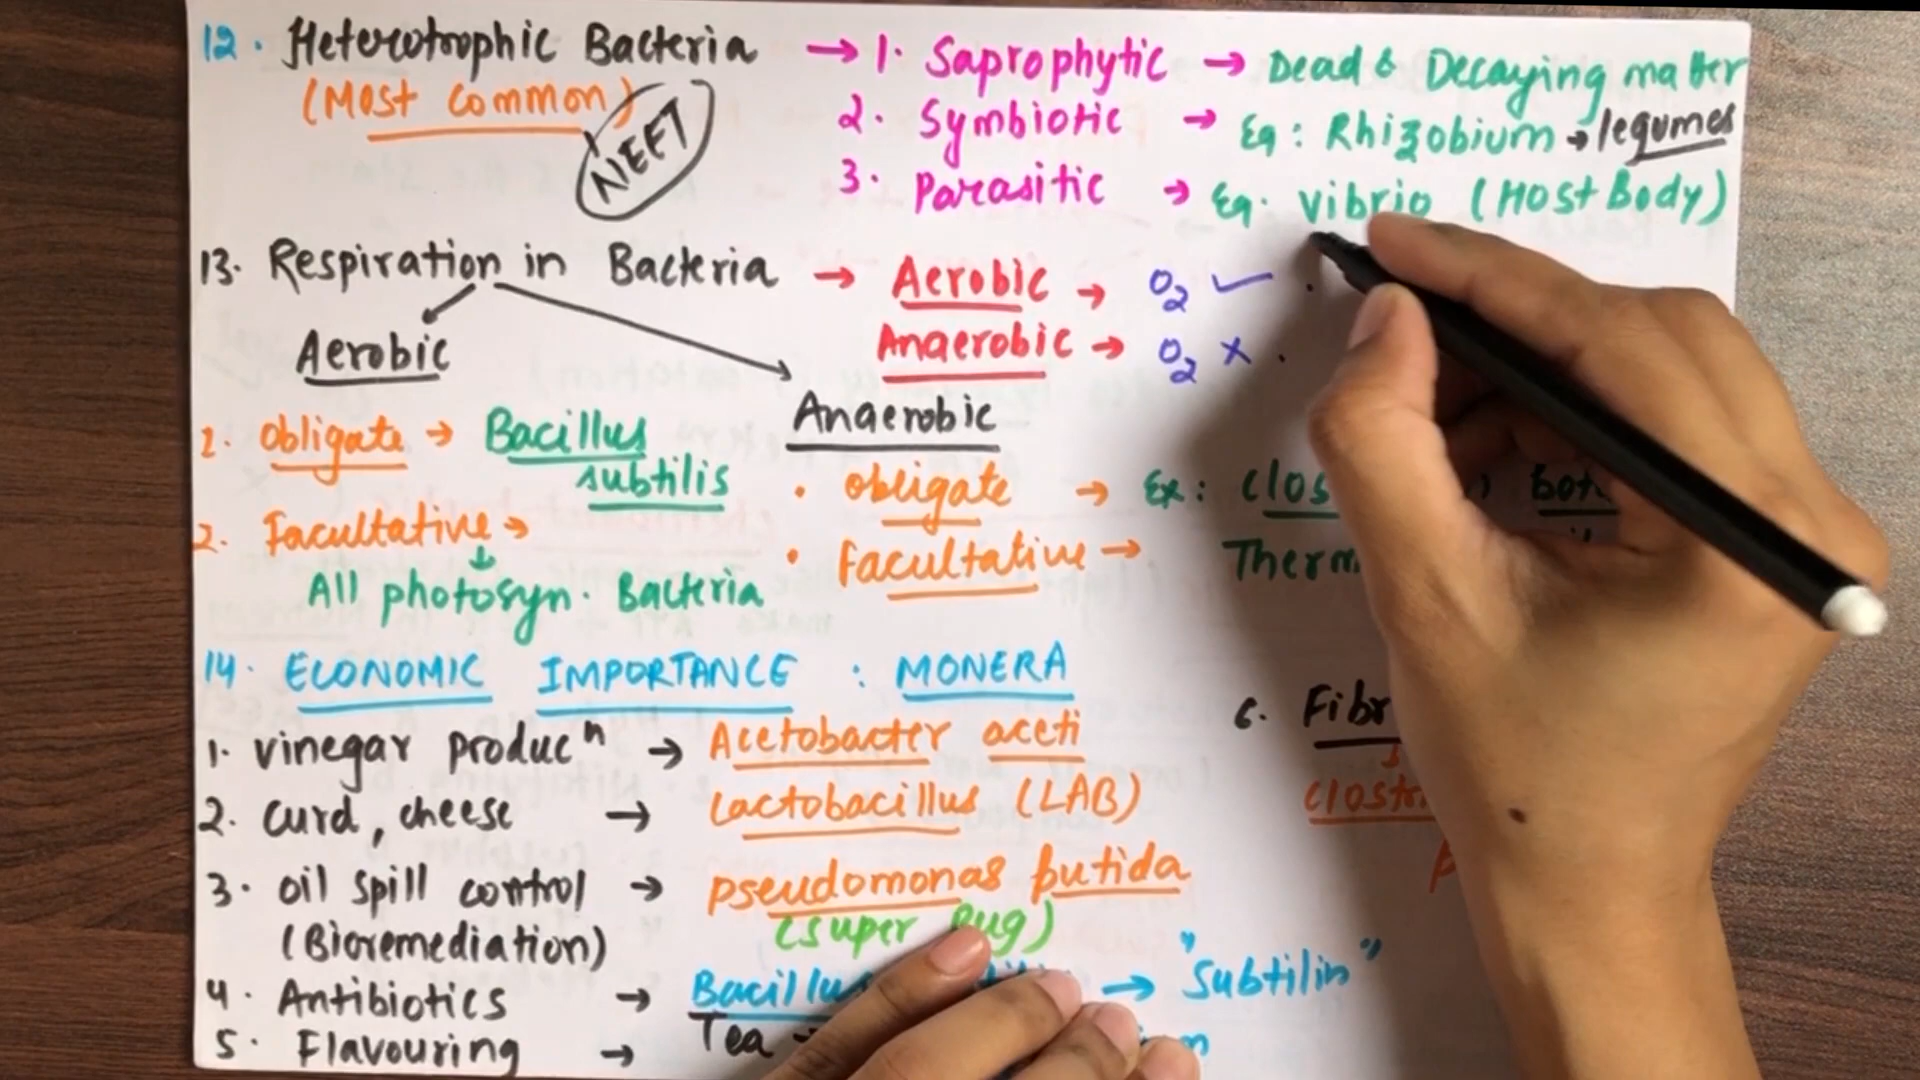 12. Heterotrophic Bacteria → 1. Saprophytic → Dead & Decaying matter
(Most common)
NEET
2. Symbiotic → Eg: Rhizobium → legumes
3. Parasitic → Eg. Vibrio (Host Body)
13. Respiration in Bacteria → Aerobic → O2 ✓ .
Anaerobic → O2 × .
Aerobic
Anaerobic
1. Obligate → Bacillus
subtilis
2. Facultative →
All photosyn. Bacteria
• obligate → Ex:
• Facultative →
14. ECONOMIC IMPORTANCE : MONERA
1. Vinegar producⁿ → Acetobacter aceti
2. curd, cheese → Lactobacillus (LAB)
3. oil spill control → pseudomonas putida
(Bioremediation) (super Bug)
4. Antibiotics → → "Subtilin"
5. Flavouring → Tea
6.